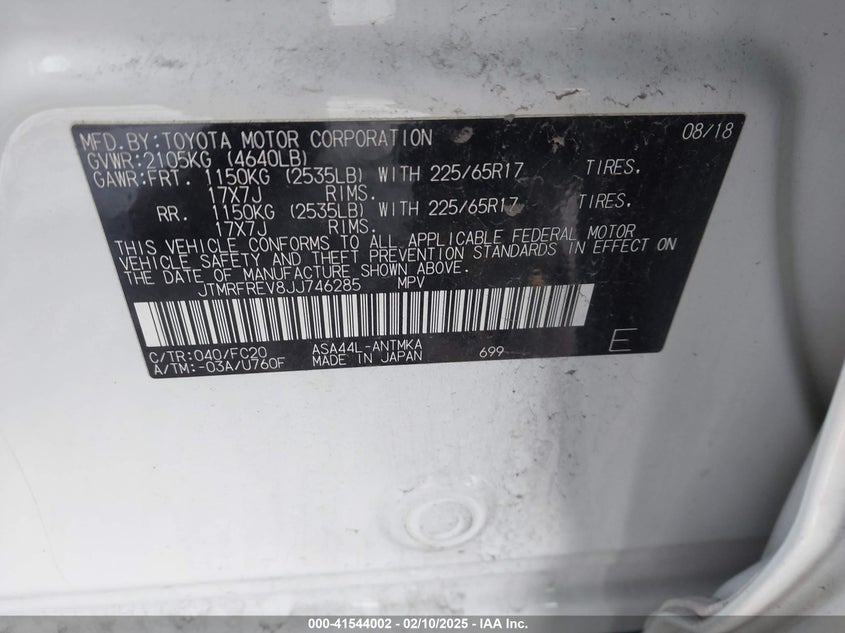 MFD.BY:TOYOTA MOTOR CORPORATION 08/18
GVWR:2105KG (4640LB)
GAWR:FRT. 1150KG (2535LB) WITH 225/65R17 TIRES.
17X7J RIMS.
RR. 1150KG (2535LB) WITH 225/65R17 TIRES.
17X7J RIMS.
THIS VEHICLE CONFORMS TO ALL APPLICABLE FEDERAL MOTOR
VEHICLE SAFETY AND THEFT PREVENTION STANDARDS IN EFFECT ON
THE DATE OF MANUFACTURE SHOWN ABOVE.
JTMRFREV8JJ746285 MPV
C/TR:040/FC20 ASA44L-ANTMKA 699 E
A/TM:-03A/U760F MADE IN JAPAN
000-41544002 - 02/10/2025 - IAA Inc.